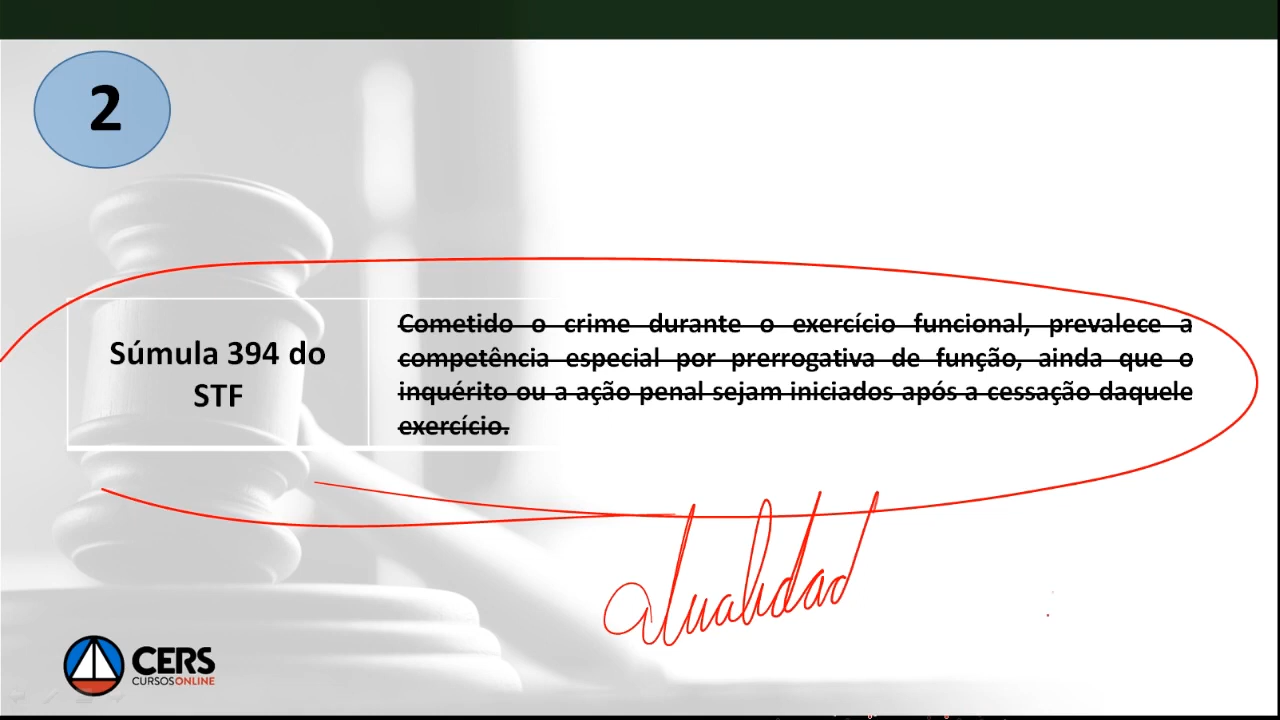 2
Súmula 394 do
STF
Cometido o crime durante o exercício funcional, prevalece a
competência especial por prerrogativa de função, ainda que o
inquérito ou a ação penal sejam iniciados após a cessação daquele
exercício.
atualidad
CERS
CURSOS ONLINE